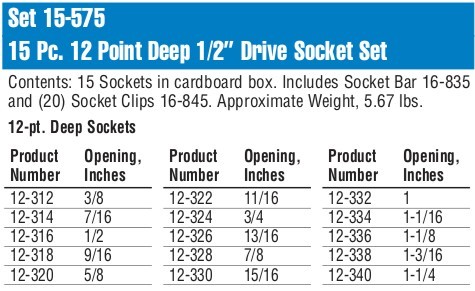 Set 15-575
15 Pc. 12 Point Deep 1/2″ Drive Socket Set
Contents: 15 Sockets in cardboard box. Includes Socket Bar 16-835
and (20) Socket Clips 16-845. Approximate Weight, 5.67 lbs.
12-pt. Deep Sockets
Product Opening, Product Opening, Product Opening,
Number Inches Number Inches Number Inches
12-312 3/8 12-322 11/16 12-332 1
12-314 7/16 12-324 3/4 12-334 1-1/16
12-316 1/2 12-326 13/16 12-336 1-1/8
12-318 9/16 12-328 7/8 12-338 1-3/16
12-320 5/8 12-330 15/16 12-340 1-1/4